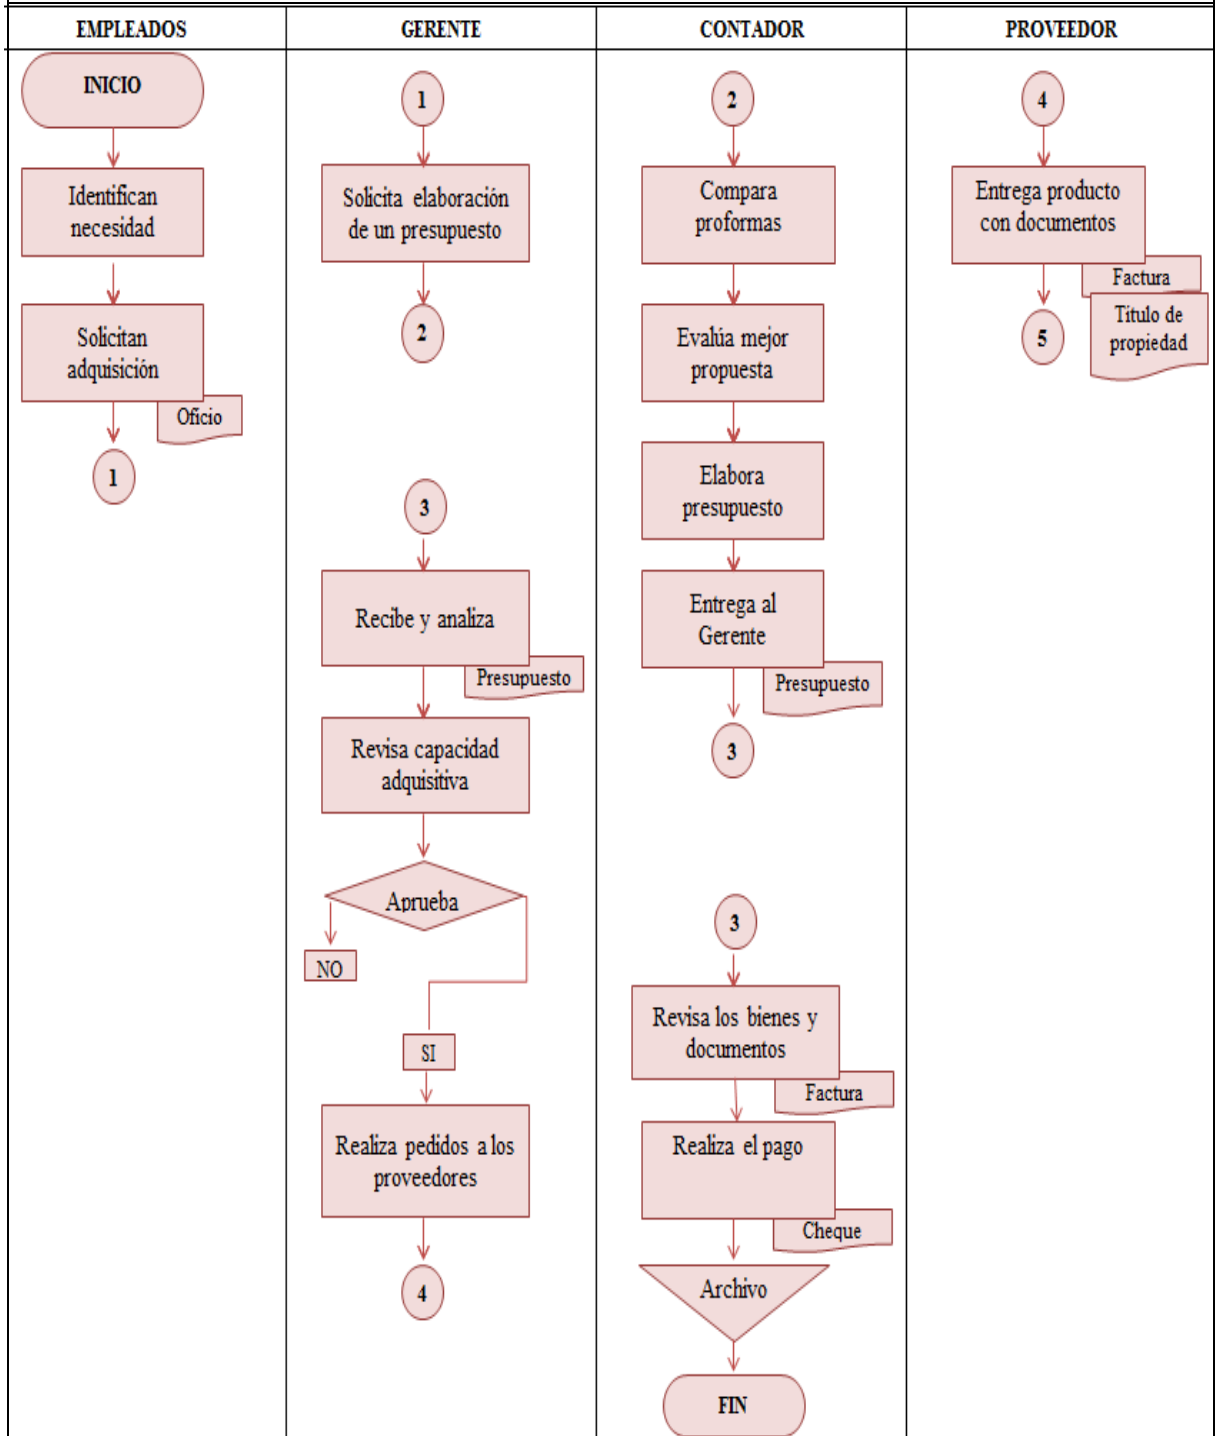 EMPLEADOS
GERENTE
CONTADOR
PROVEEDOR
INICIO
Identifican
necesidad
Solicitan
adquisición
Oficio
1
1
Solicita elaboración
de un presupuesto
2
3
Recibe y analiza
Presupuesto
Revisa capacidad
adquisitiva
Aprueba
NO
SI
Realiza pedidos a los
proveedores
4
2
Compara
proformas
Evalúa mejor
propuesta
Elabora
presupuesto
Entrega al
Gerente
Presupuesto
3
3
Revisa los bienes y
documentos
Factura
Realiza el pago
Cheque
Archivo
FIN
4
Entrega producto
con documentos
Factura
Título de
propiedad
5